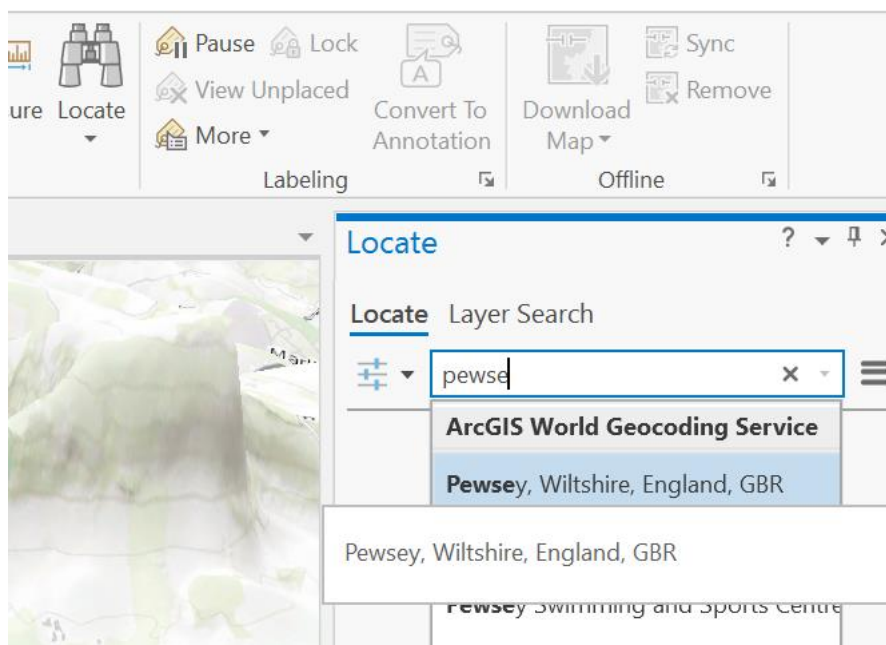 ure Locate
Pause Lock
View Unplaced
More
Labeling
Convert To
Annotation
Download
Map
Sync
Remove
Offline
Locate ?
Locate Layer Search
pewse
ArcGIS World Geocoding Service
Pewsey, Wiltshire, England, GBR
Pewsey, Wiltshire, England, GBR
Pewsey Swimming and Sports Centre